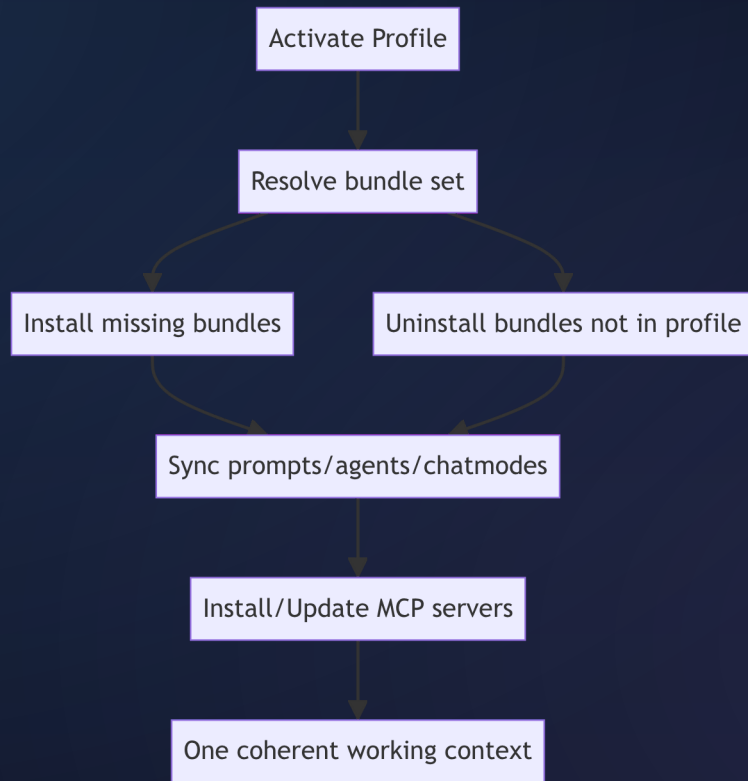 Activate Profile
Resolve bundle set
Install missing bundles
Uninstall bundles not in profile
Sync prompts/agents/chatmodes
Install/Update MCP servers
One coherent working context